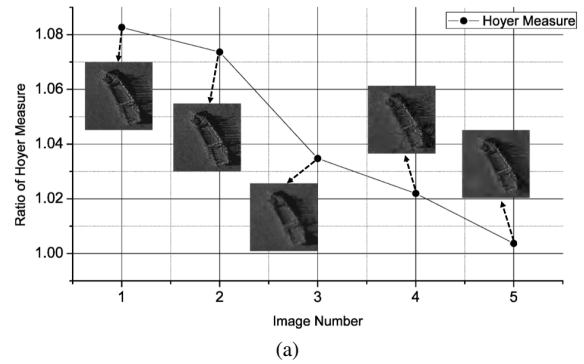 Hoyer Measure
Ratio of Hoyer Measure
1.08
1.06
1.04
1.02
1.00
1 2 3 4 5
Image Number
(a)